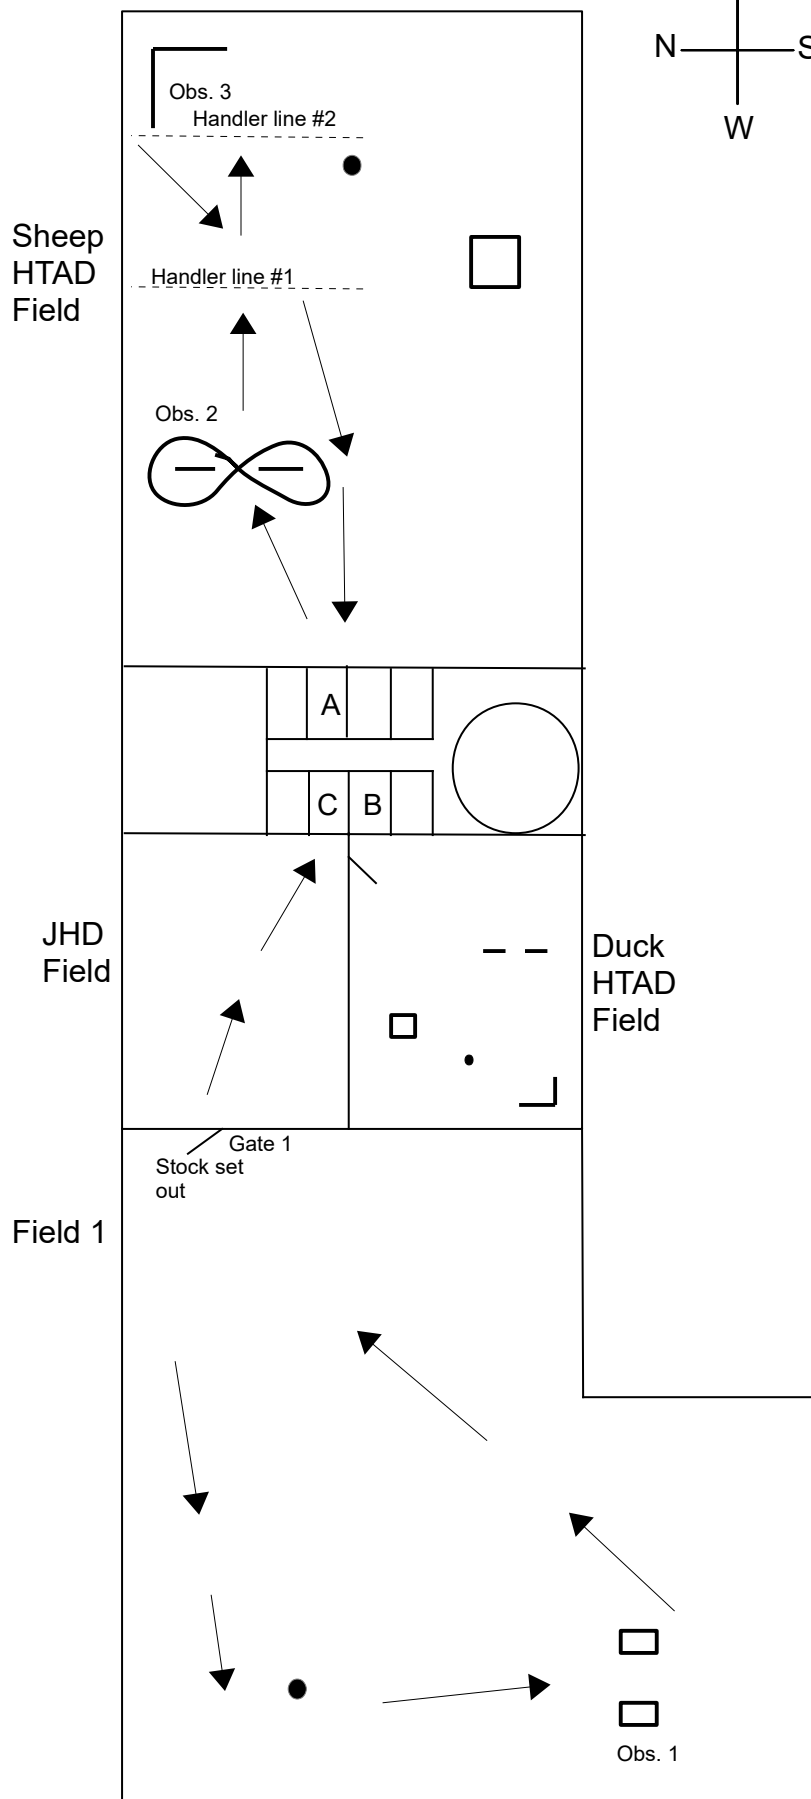 N
S
W
Obs. 3
Handler line #2
Sheep
HTAD
Field
Handler line #1
Obs. 2
A
C
B
JHD
Field
Duck
HTAD
Field
Gate 1
Stock set
out
Field 1
Obs. 1